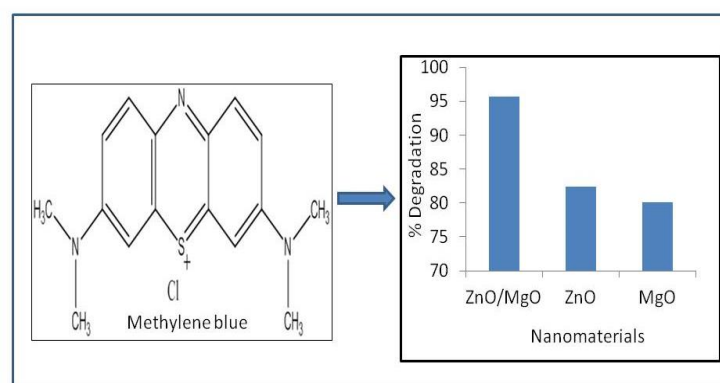 N
H₃C
CH₃
N
S
+
N
Cl
CH₃
Methylene blue
CH₃
100
95
90
85
80
75
70
% Degradation
ZnO/MgO ZnO MgO
Nanomaterials